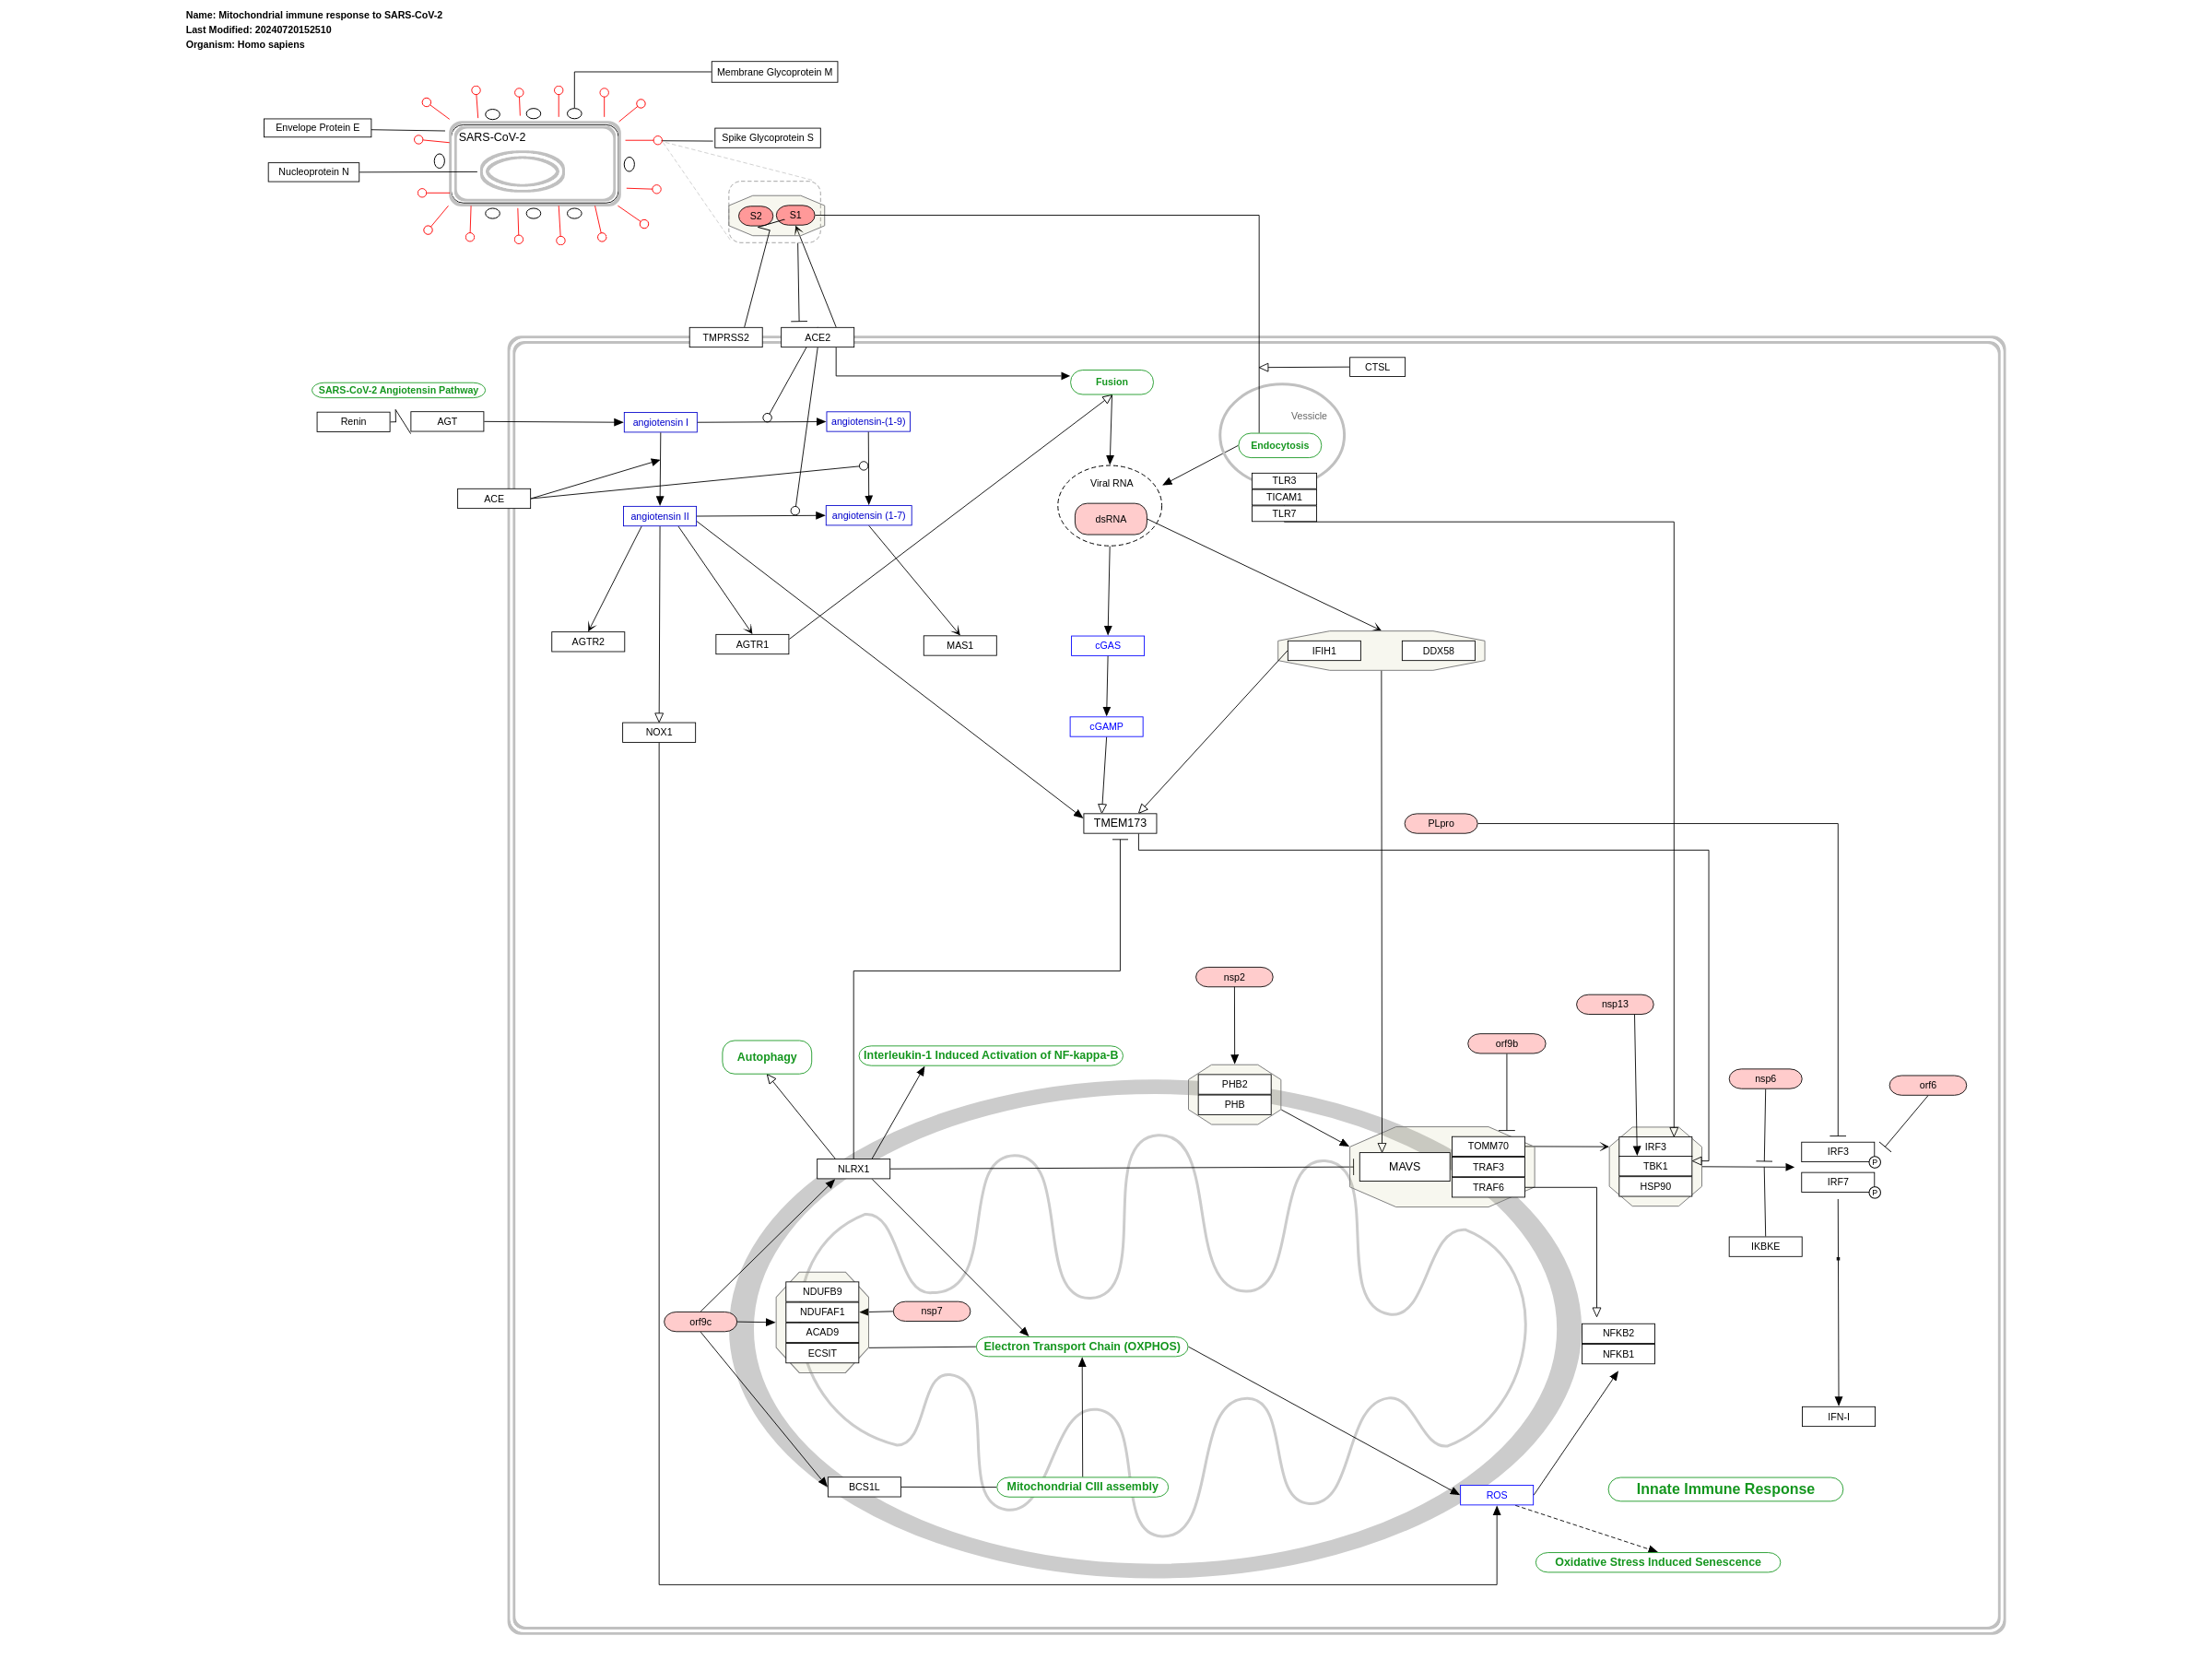 Name: Mitochondrial immune response to SARS-CoV-2
Last Modified: 20240720152510
Organism: Homo sapiens
Membrane Glycoprotein M
Envelope Protein E
SARS-CoV-2
Spike Glycoprotein S
Nucleoprotein N
S2
S1
TMPRSS2
ACE2
CTSL
SARS-CoV-2 Angiotensin Pathway
Fusion
Vessicle
Renin
AGT
angiotensin I
angiotensin-(1-9)
Endocytosis
Viral RNA
TLR3
TICAM1
TLR7
ACE
angiotensin II
angiotensin (1-7)
dsRNA
AGTR2
AGTR1
MAS1
cGAS
IFIH1
DDX58
NOX1
cGAMP
TMEM173
PLpro
nsp2
nsp13
orf9b
Autophagy
Interleukin-1 Induced Activation of NF-kappa-B
nsp6
orf6
PHB2
PHB
TOMM70
TRAF3
TRAF6
MAVS
IRF3
TBK1
HSP90
IRF3
P
IRF7
P
NLRX1
IKBKE
NDUFB9
NDUFAF1
ACAD9
ECSIT
nsp7
orf9c
Electron Transport Chain (OXPHOS)
NFKB2
NFKB1
IFN-I
BCS1L
Mitochondrial CIII assembly
ROS
Innate Immune Response
Oxidative Stress Induced Senescence